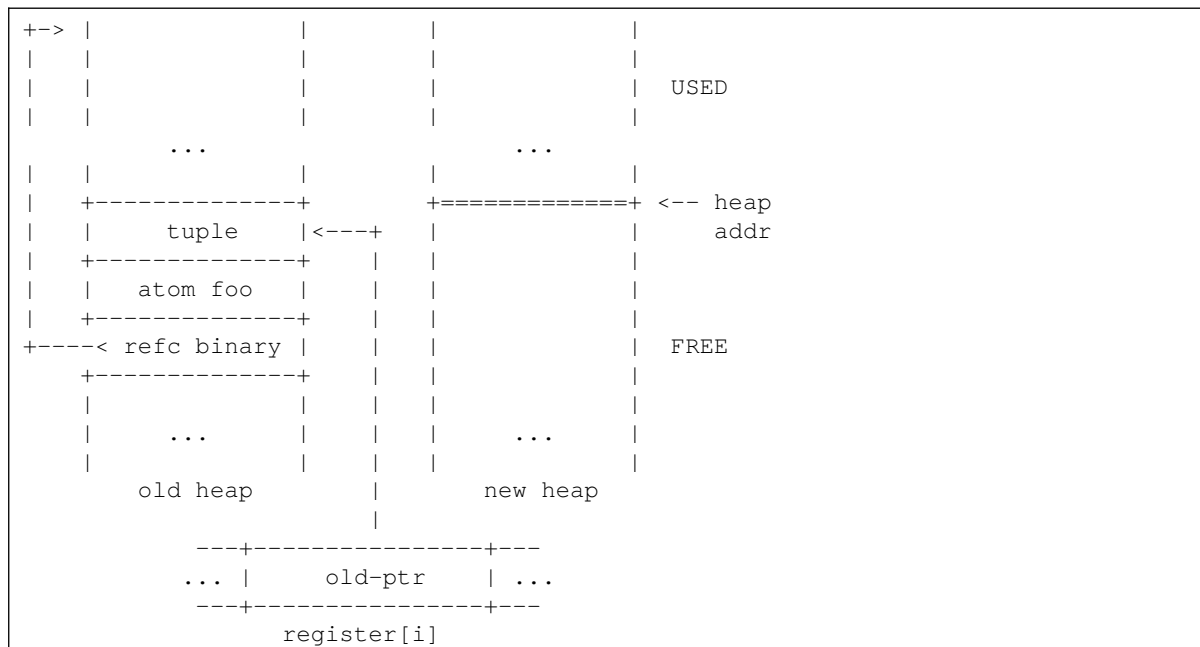 +-> |               |         |              |
|   |               |         |              |
|   |               |         |              |  USED
|   |               |         |              |
          ...                       ...
|   |               |         |              |
|   +--------------+        +=============+ <-- heap
|   |     tuple    |<---+   |             |     addr
|   +--------------+    |   |             |
|   |   atom foo   |    |   |             |
|   +--------------+    |   |             |
+----< refc binary |    |   |             |  FREE
    +--------------+    |   |             |
    |              |    |   |             |
    |     ...      |    |   |     ...     |
    |              |    |   |             |
       old heap         |      new heap
                        |
            ---+----------------+---
           ... |     old-ptr    | ...
            ---+----------------+---
                  register[i]